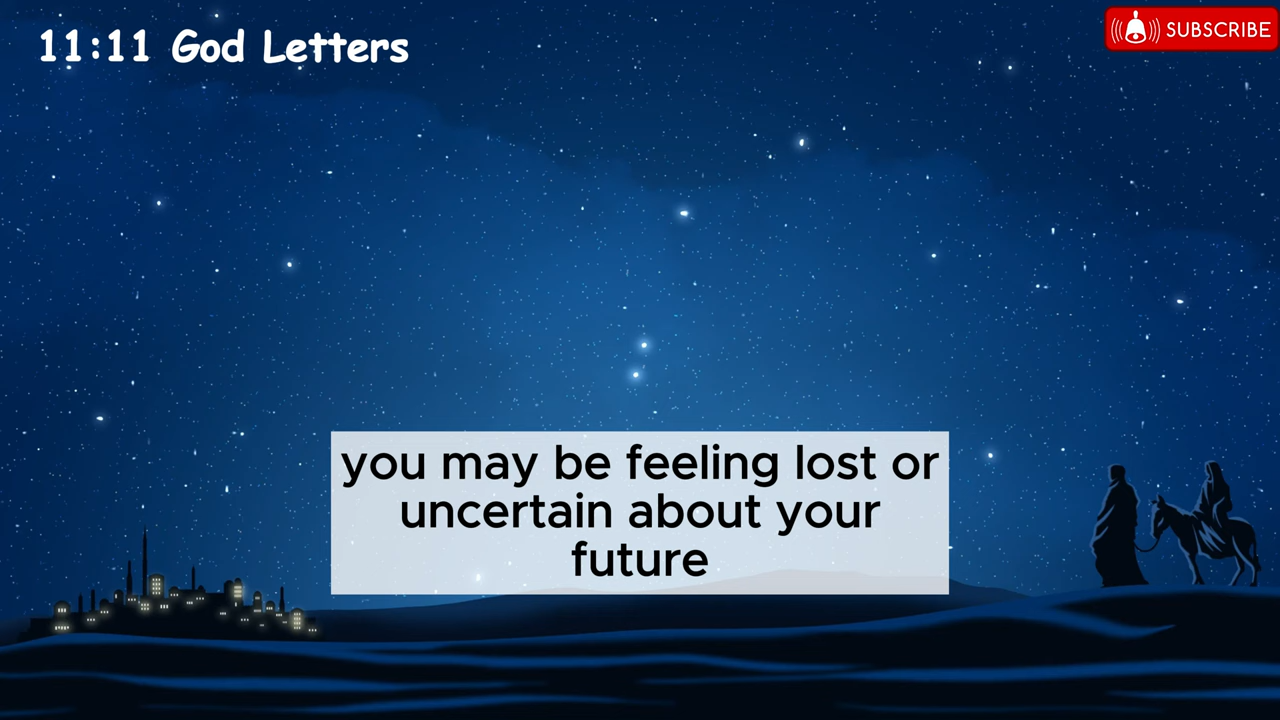 11:11 God Letters
SUBSCRIBE
you may be feeling lost or
uncertain about your
future